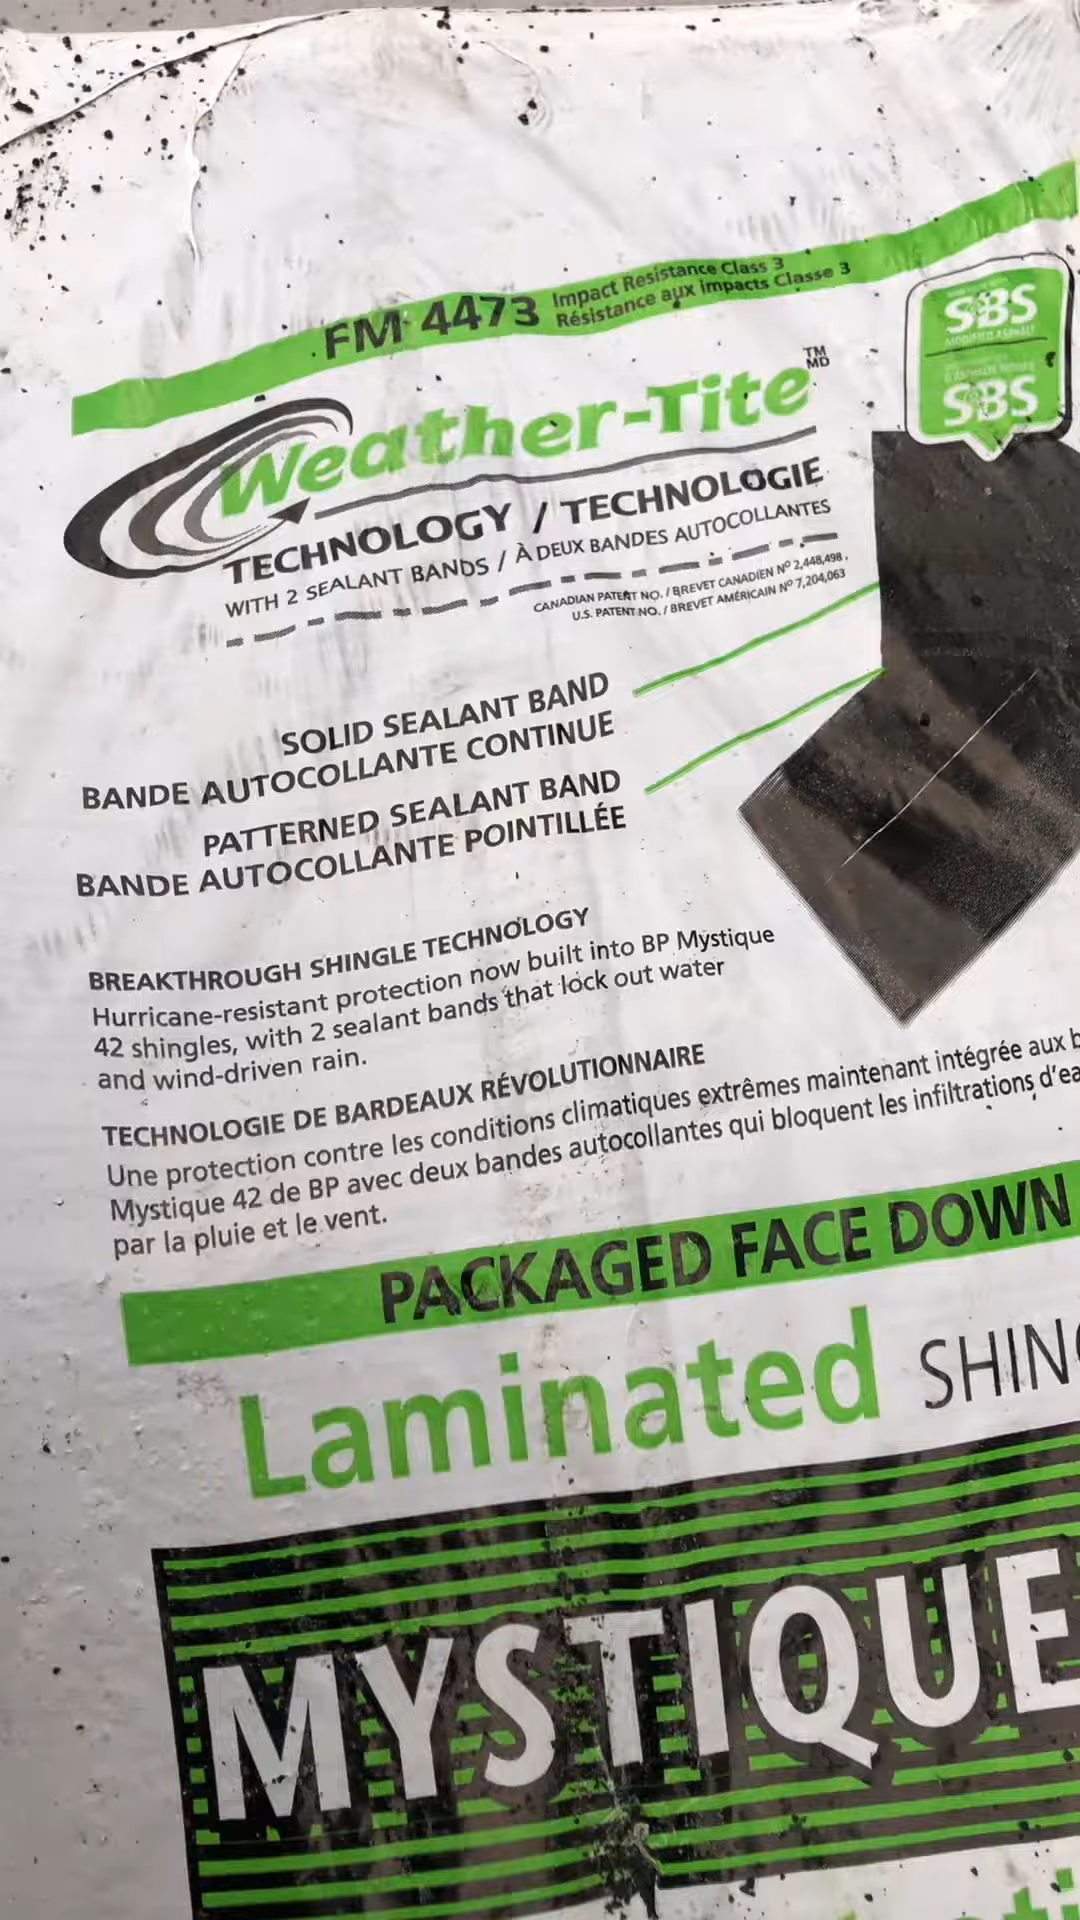 FM 4473 Impact Resistance Class 3
Résistance aux impacts Classe 3
SBS
MODIFIED ASPHALT
SBS
Weather-Tite™ MD
TECHNOLOGY / TECHNOLOGIE
WITH 2 SEALANT BANDS / À DEUX BANDES AUTOCOLLANTES
CANADIAN PATENT NO. / BREVET CANADIEN Nº 2,448,498.
U.S. PATENT NO. / BREVET AMÉRICAIN Nº 7,204,063
SOLID SEALANT BAND
BANDE AUTOCOLLANTE CONTINUE
PATTERNED SEALANT BAND
BANDE AUTOCOLLANTE POINTILLÉE
BREAKTHROUGH SHINGLE TECHNOLOGY
Hurricane-resistant protection now built into BP Mystique
42 shingles, with 2 sealant bands that lock out water
and wind-driven rain.
TECHNOLOGIE DE BARDEAUX RÉVOLUTIONNAIRE
Une protection contre les conditions climatiques extrêmes maintenant intégrée aux b
Mystique 42 de BP avec deux bandes autocollantes qui bloquent les infiltrations d'ea
par la pluie et le vent.
PACKAGED FACE DOWN
Laminated SHIN
MYSTIQUE